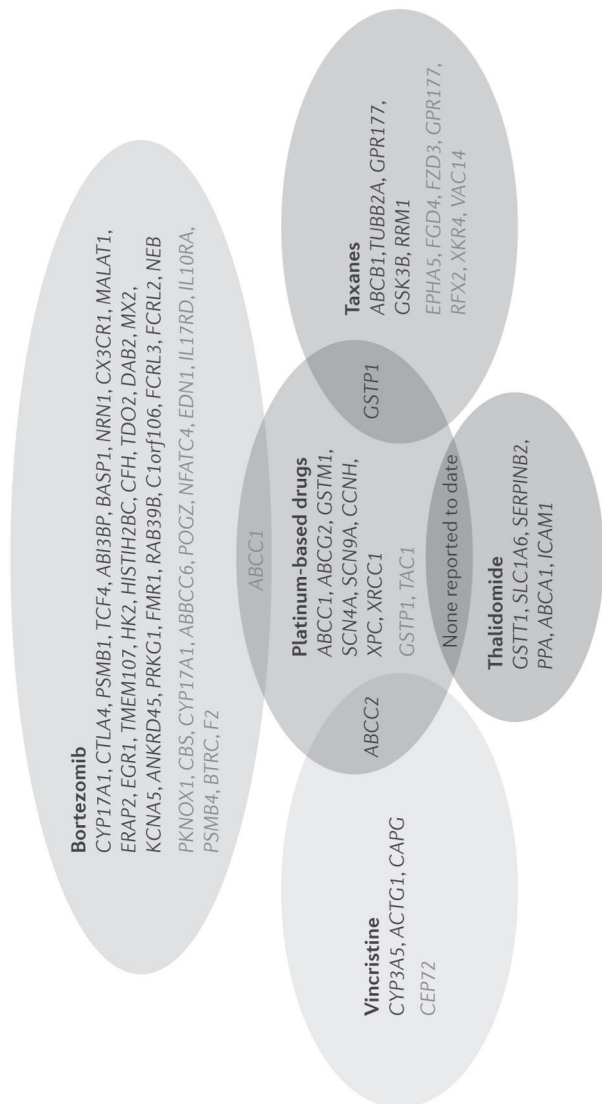 Bortezomib
CYP17A1, CTLA4, PSMB1, TCF4, ABI3BP, BASP1, NRN1, CX3CR1, MALAT1,
ERAP2, EGR1, TMEM107, HK2, HISTIH2BC, CFH, TDO2, DAB2, MX2,
KCNA5, ANKRD45, PRKG1, FMR1, RAB39B, C1orf106, FCRL3, FCRL2, NEB
PKNOX1, CBS, CYP17A1, ABBCC6, POGZ, NFATC4, EDN1, IL17RD, IL10RA,
PSMB4, BTRC, F2
ABCC1
Vincristine
CYP3A5, ACTG1, CAPG
CEP72
ABCC2
Platinum-based drugs
ABCC1, ABCG2, GSTM1,
SCN4A, SCN9A, CCNH,
XPC, XRCC1
GSTP1, TAC1
GSTP1
Taxanes
ABCB1,TUBB2A, GPR177,
GSK3B, RRM1
EPHA5, FGD4, FZD3, GPR177,
RFX2, XKR4, VAC14
None reported to date
Thalidomide
GSTT1, SLC1A6, SERPINB2,
PPA, ABCA1, ICAM1